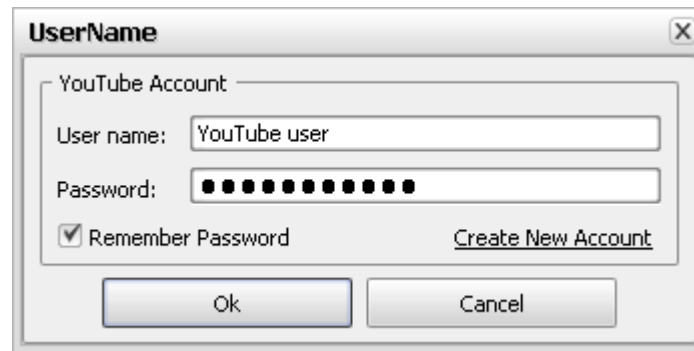 UserName
YouTube Account
User name: YouTube user
Password: ●●●●●●●●●●●
Remember Password Create New Account
Ok Cancel